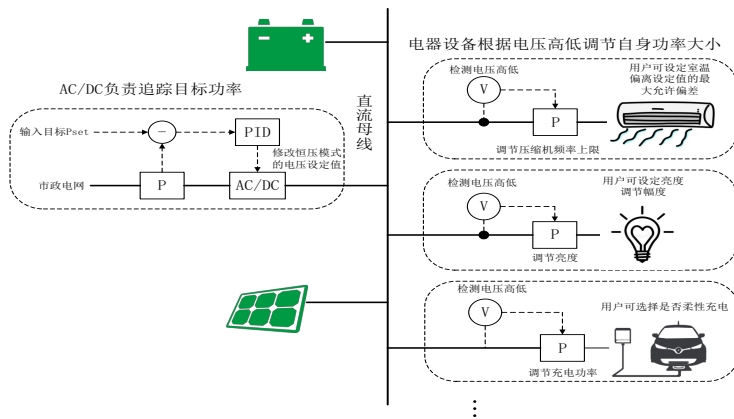 电器设备根据电压高低调节自身功率大小
AC/DC负责追踪目标功率
输入目标Pset
−
PID
修改恒压模式
的电压设定值
市政电网
P
AC/DC
直流母线
检测电压高低
V
P
调节压缩机频率上限
用户可设定室温
偏离设定值的最
大允许偏差
检测电压高低
V
P
调节亮度
用户可设定亮度
调节幅度
检测电压高低
V
P
调节充电功率
用户可选择是否柔性充电
⋮